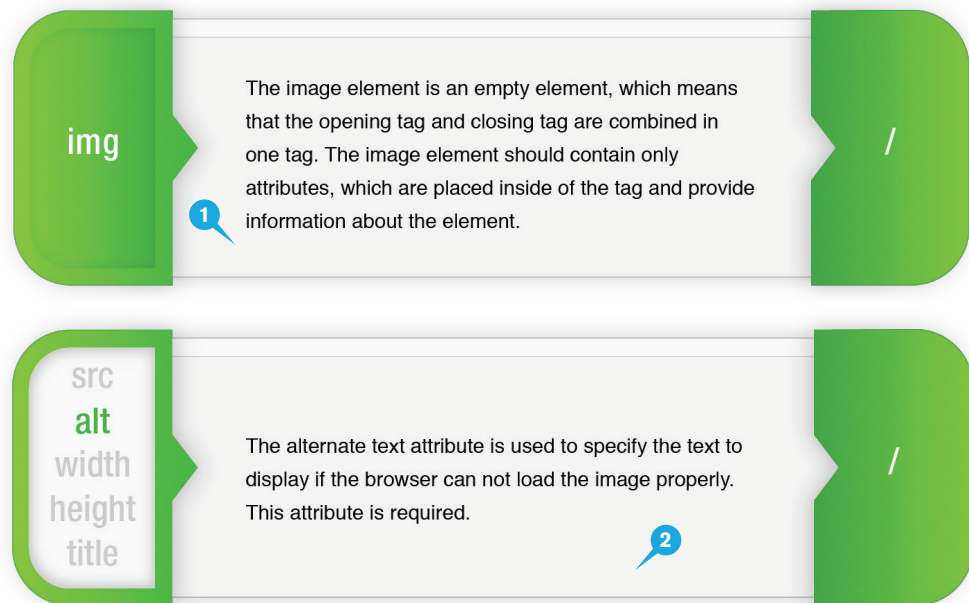 img
The image element is an empty element, which means
that the opening tag and closing tag are combined in
one tag. The image element should contain only
attributes, which are placed inside of the tag and provide
information about the element.
1
/
src
alt
width
height
title
The alternate text attribute is used to specify the text to
display if the browser can not load the image properly.
This attribute is required.
2
/